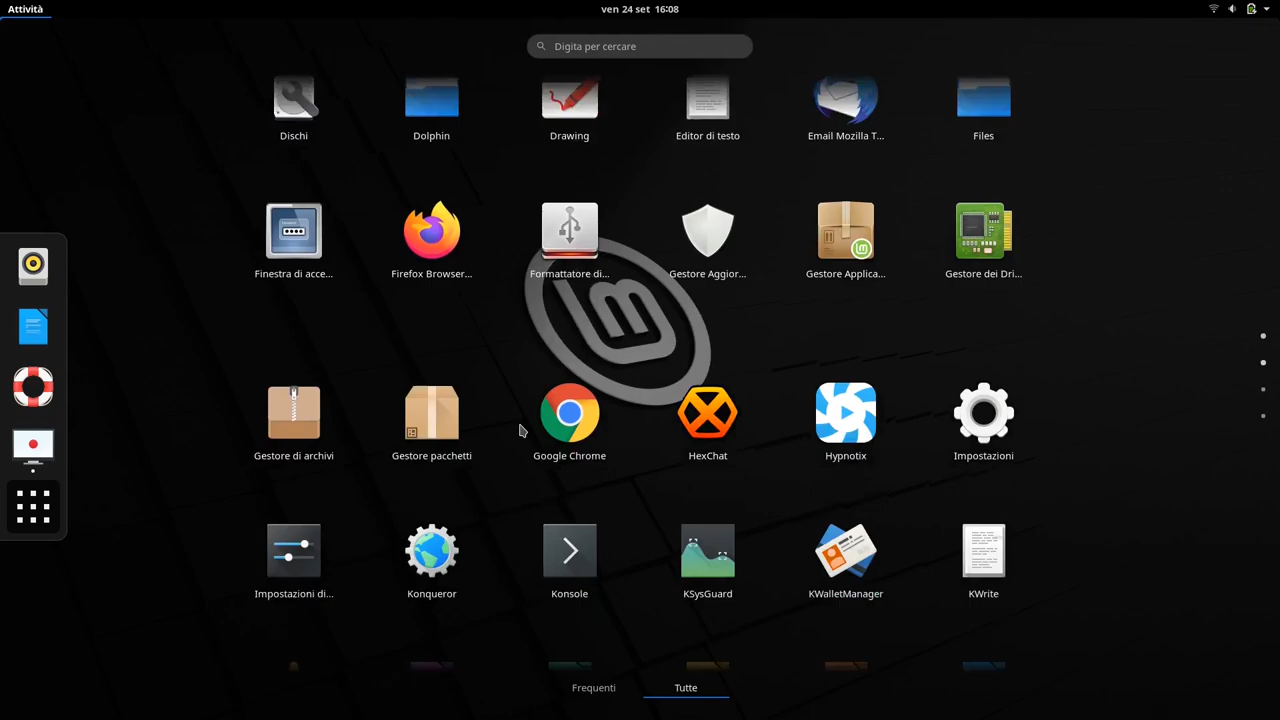 Attività
ven 24 set 16:08
Digita per cercare
Dischi
Dolphin
Drawing
Editor di testo
Email Mozilla T...
Files
Finestra di acce...
Firefox Browser...
Formattatore di...
Gestore Aggior...
Gestore Applica...
Gestore dei Dri...
Gestore di archivi
Gestore pacchetti
Google Chrome
HexChat
Hypnotix
Impostazioni
Impostazioni di...
Konqueror
Konsole
KSysGuard
KWalletManager
KWrite
Frequenti
Tutte